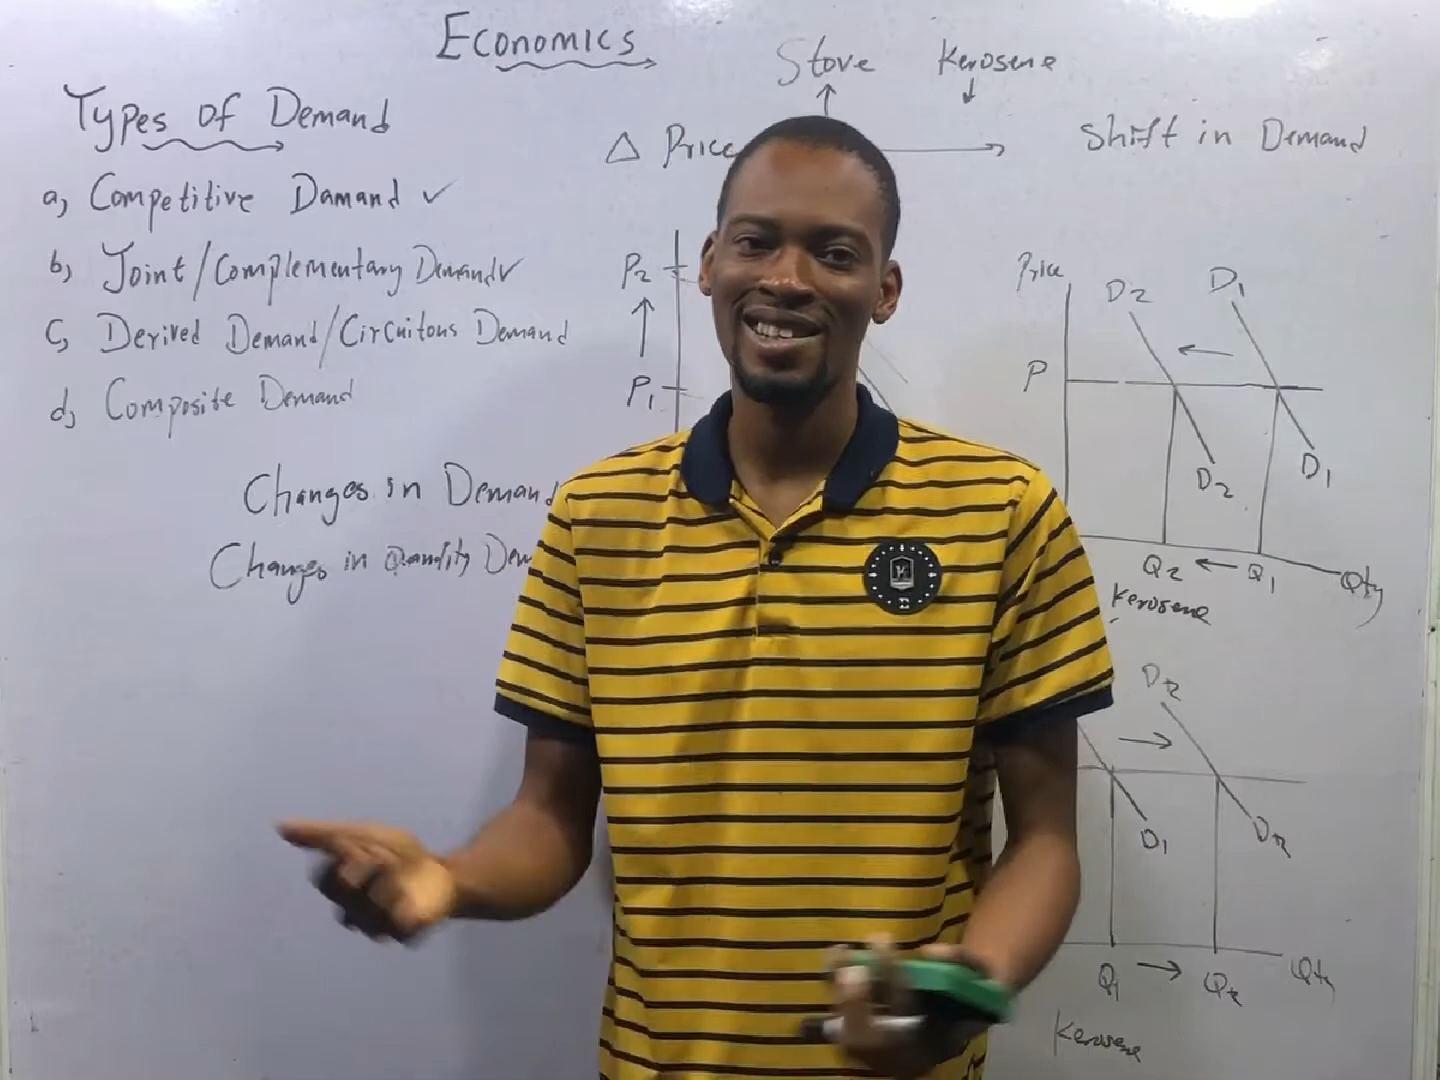 Economics
Types of Demand
a, Competitive Damand ✓
b, Joint/Complementary Demand✓
C, Derived Demand/Circuitous Demand
d, Composite Demand
Changes in Demand
Changes in Quantity Dem
Stove Kerosene
↑ ↓
Δ Price → Shift in Demand
P2
↑
P1
Price
D2 D1
←
P
D2 D1
Q2 ← Q1 Qty
Kerosene
D2
→
D1 D2
Q1 → Q2 Qty
Kerosene